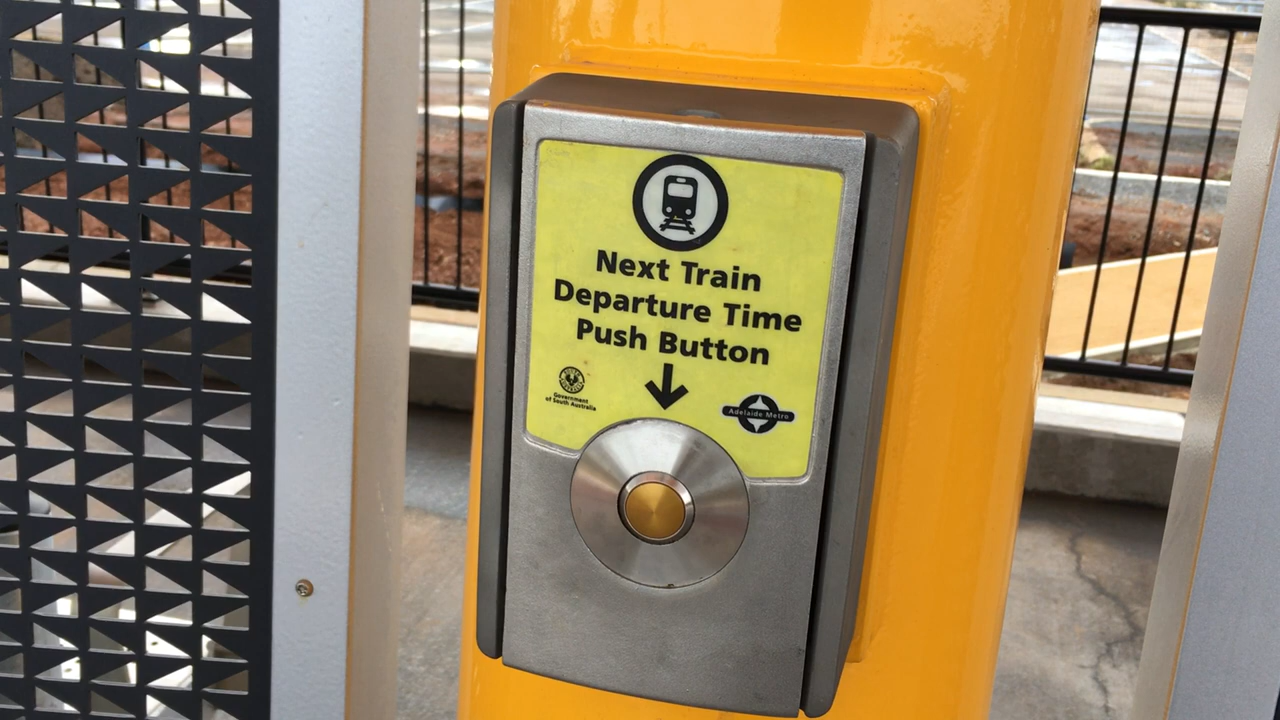 Next Train
Departure Time
Push Button
Government
of South Australia
Adelaide Metro